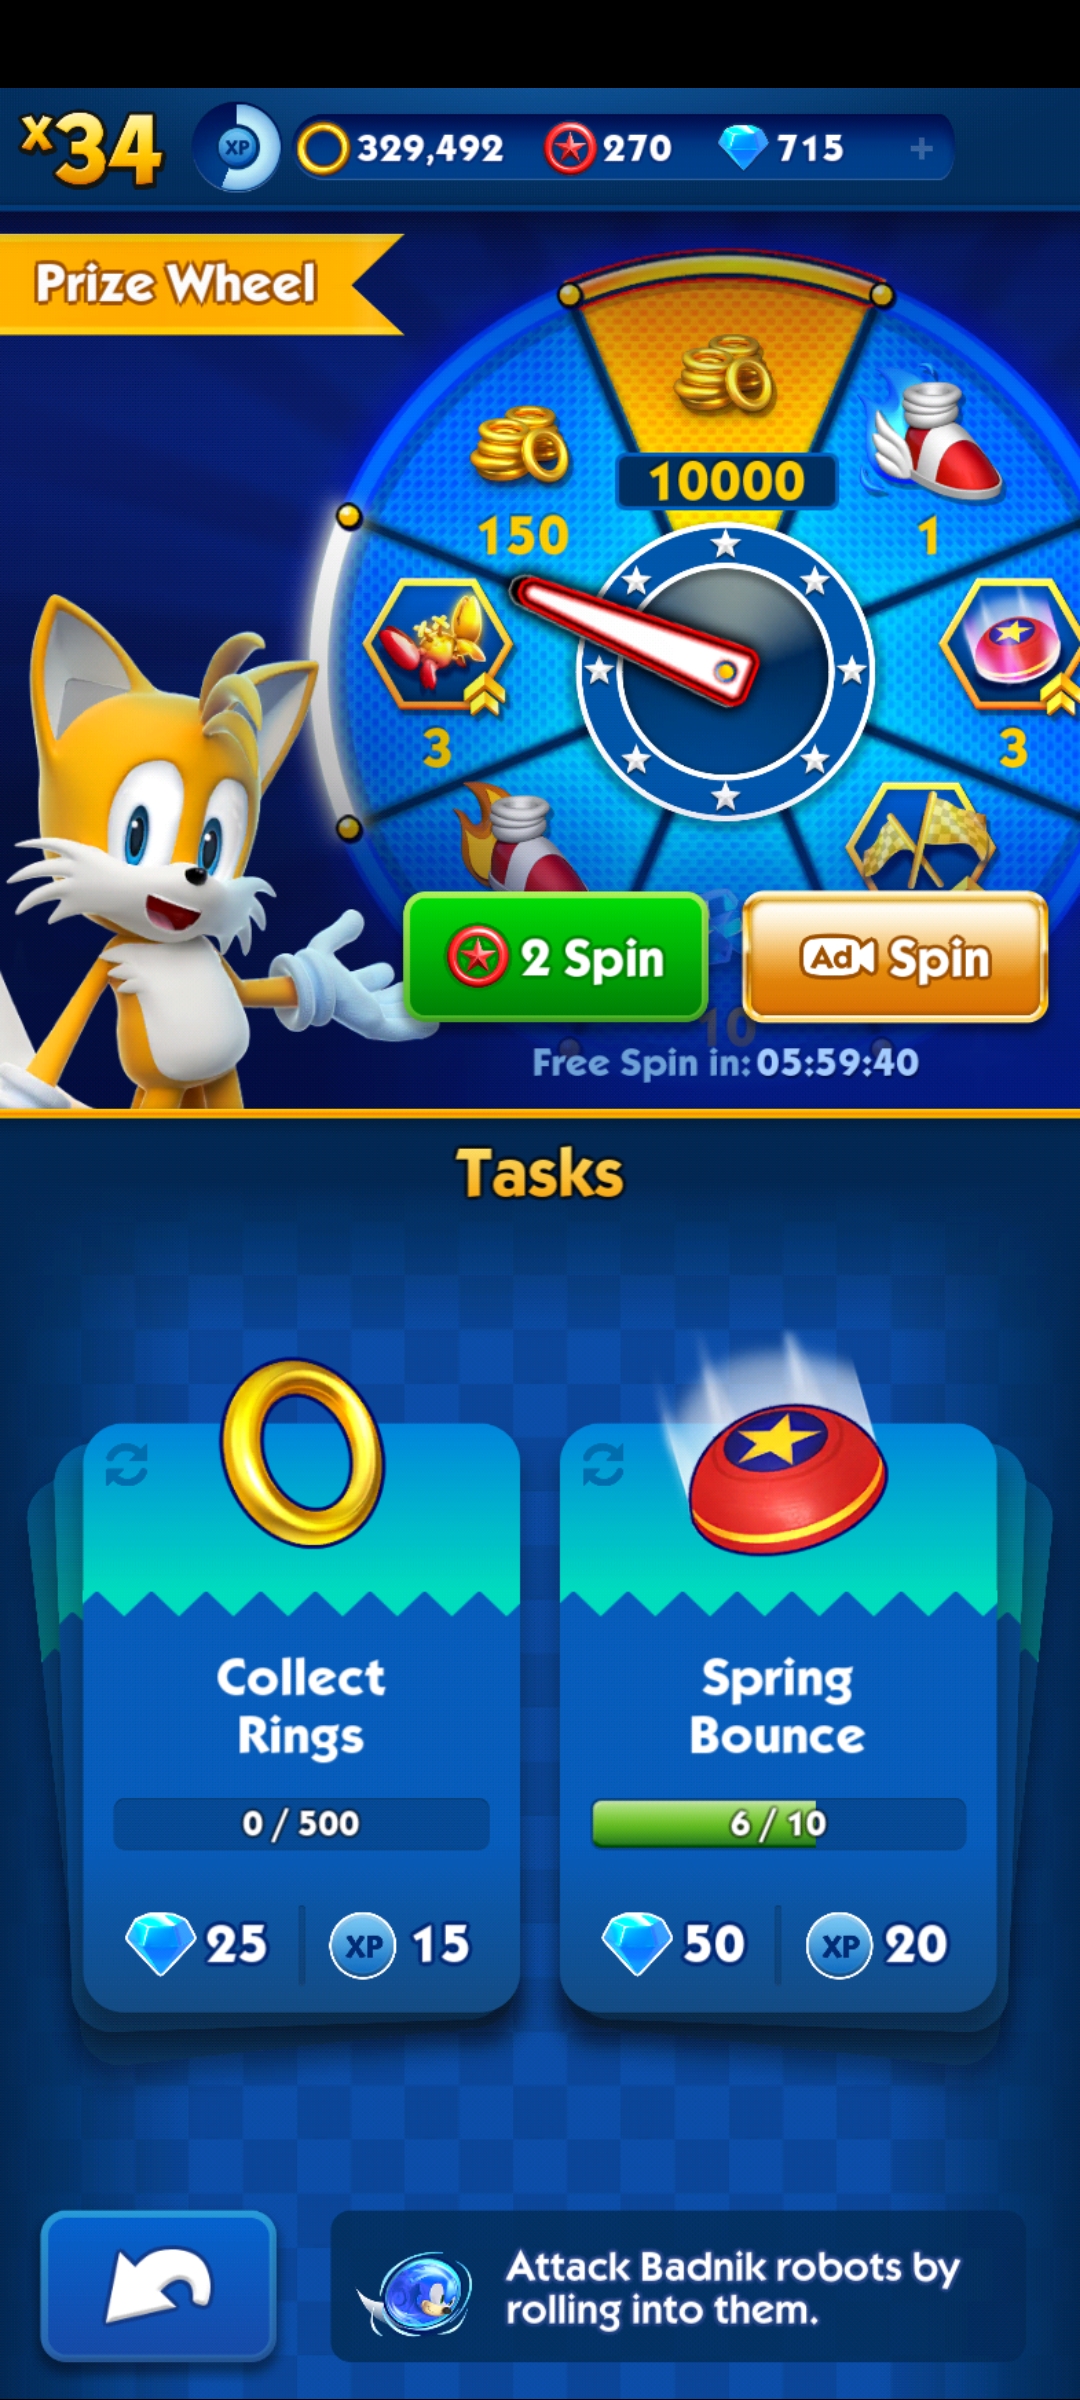 x34 XP 329,492 270 715 +
Prize Wheel
10000
150
1
3
3
2 Spin
Ad Spin
10
Free Spin in: 05:59:40
Tasks
Collect
Rings
0 / 500
25 XP 15
Spring
Bounce
6 / 10
50 XP 20
Attack Badnik robots by
rolling into them.